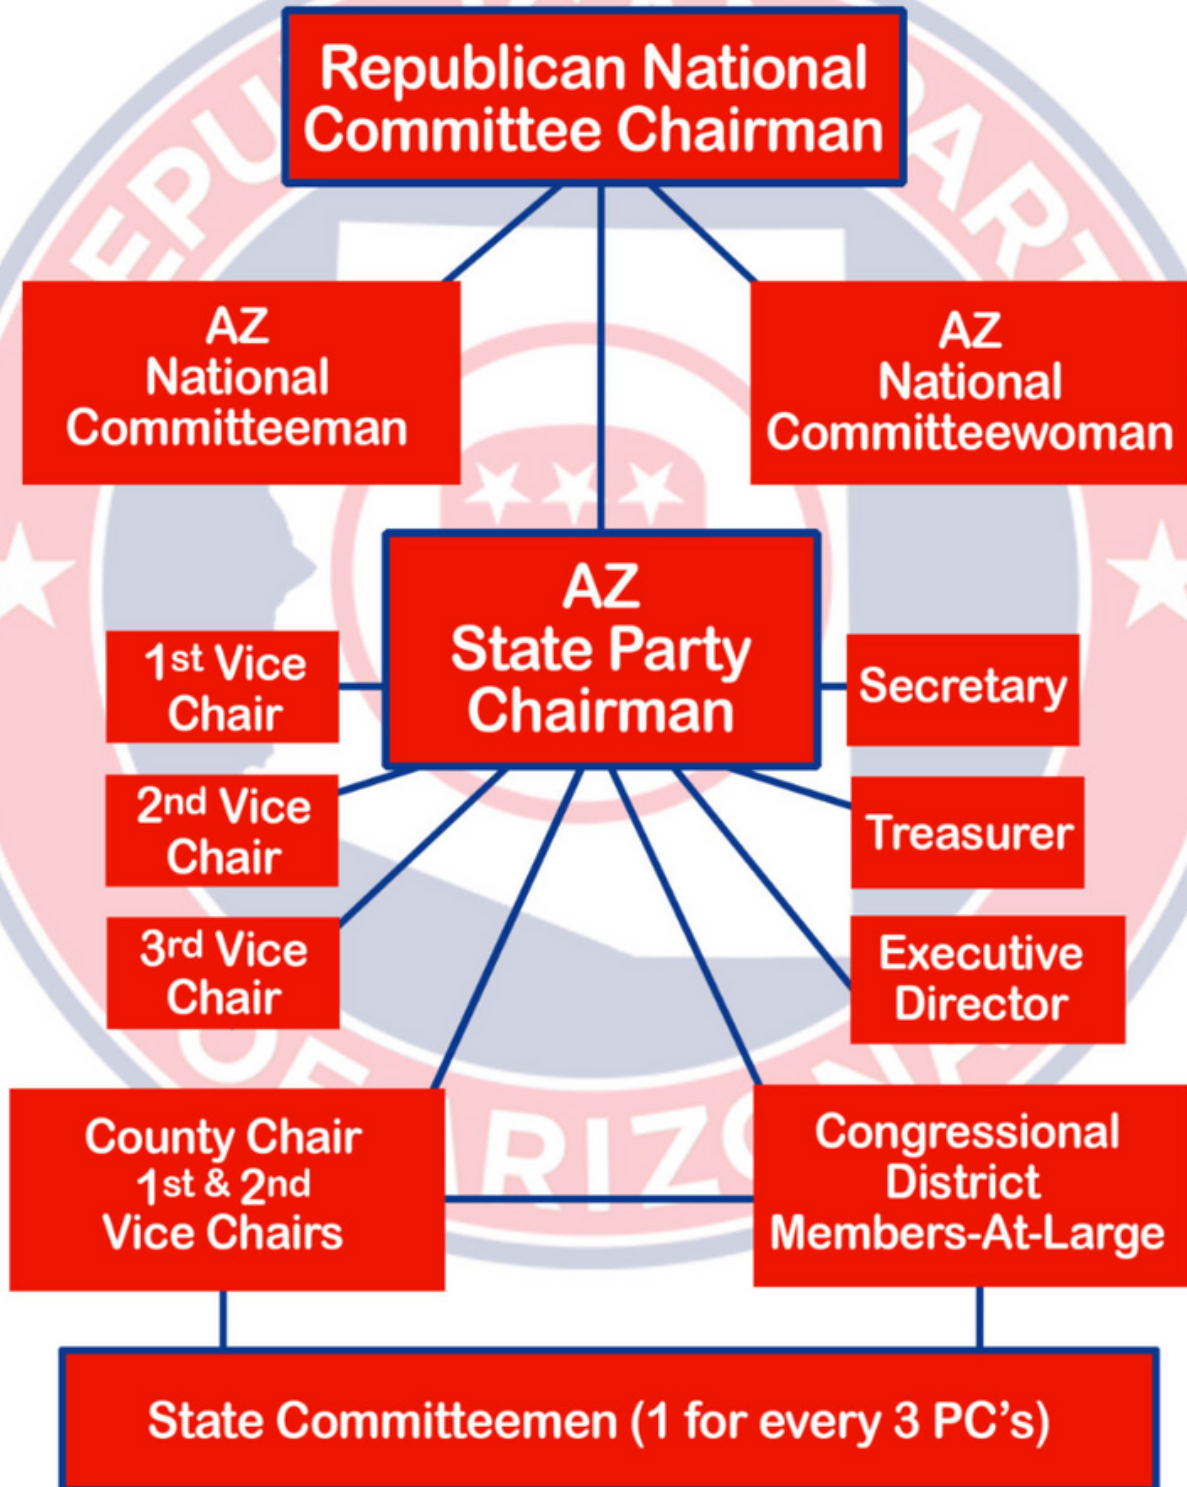 Republican National
Committee Chairman
AZ
National
Committeeman
AZ
National
Committeewoman
AZ
State Party
Chairman
1st Vice
Chair
2nd Vice
Chair
3rd Vice
Chair
Secretary
Treasurer
Executive
Director
County Chair
1st & 2nd
Vice Chairs
Congressional
District
Members-At-Large
State Committeemen (1 for every 3 PC's)